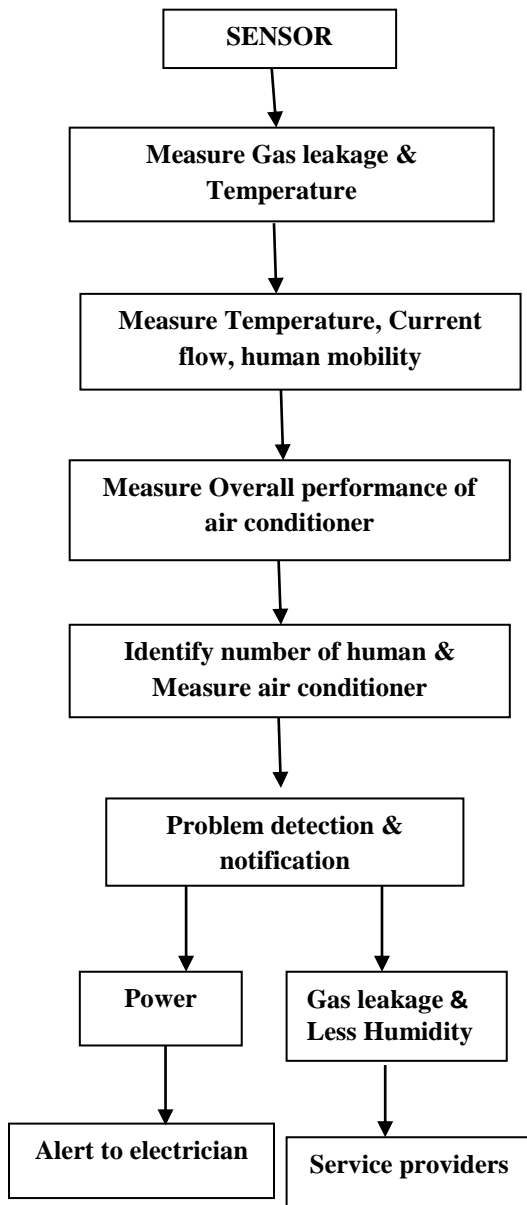 SENSOR
Measure Gas leakage &
Temperature
Measure Temperature, Current
flow, human mobility
Measure Overall performance of
air conditioner
Identify number of human &
Measure air conditioner
Problem detection &
notification
Power
Gas leakage &
Less Humidity
Alert to electrician
Service providers